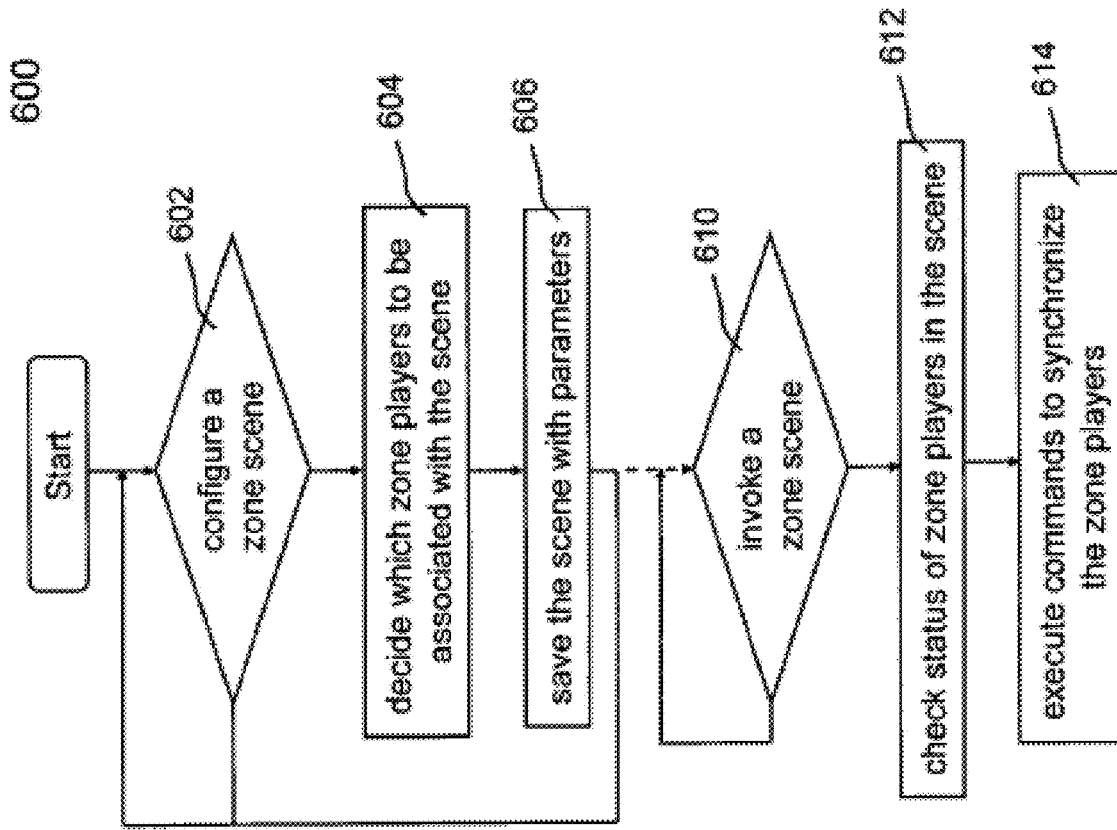 600
Start
602
configure a
zone scene
604
decide which zone players to be
associated with the scene
606
save the scene with parameters
610
invoke a
zone scene
612
check status of zone players in the scene
614
execute commands to synchronize
the zone players